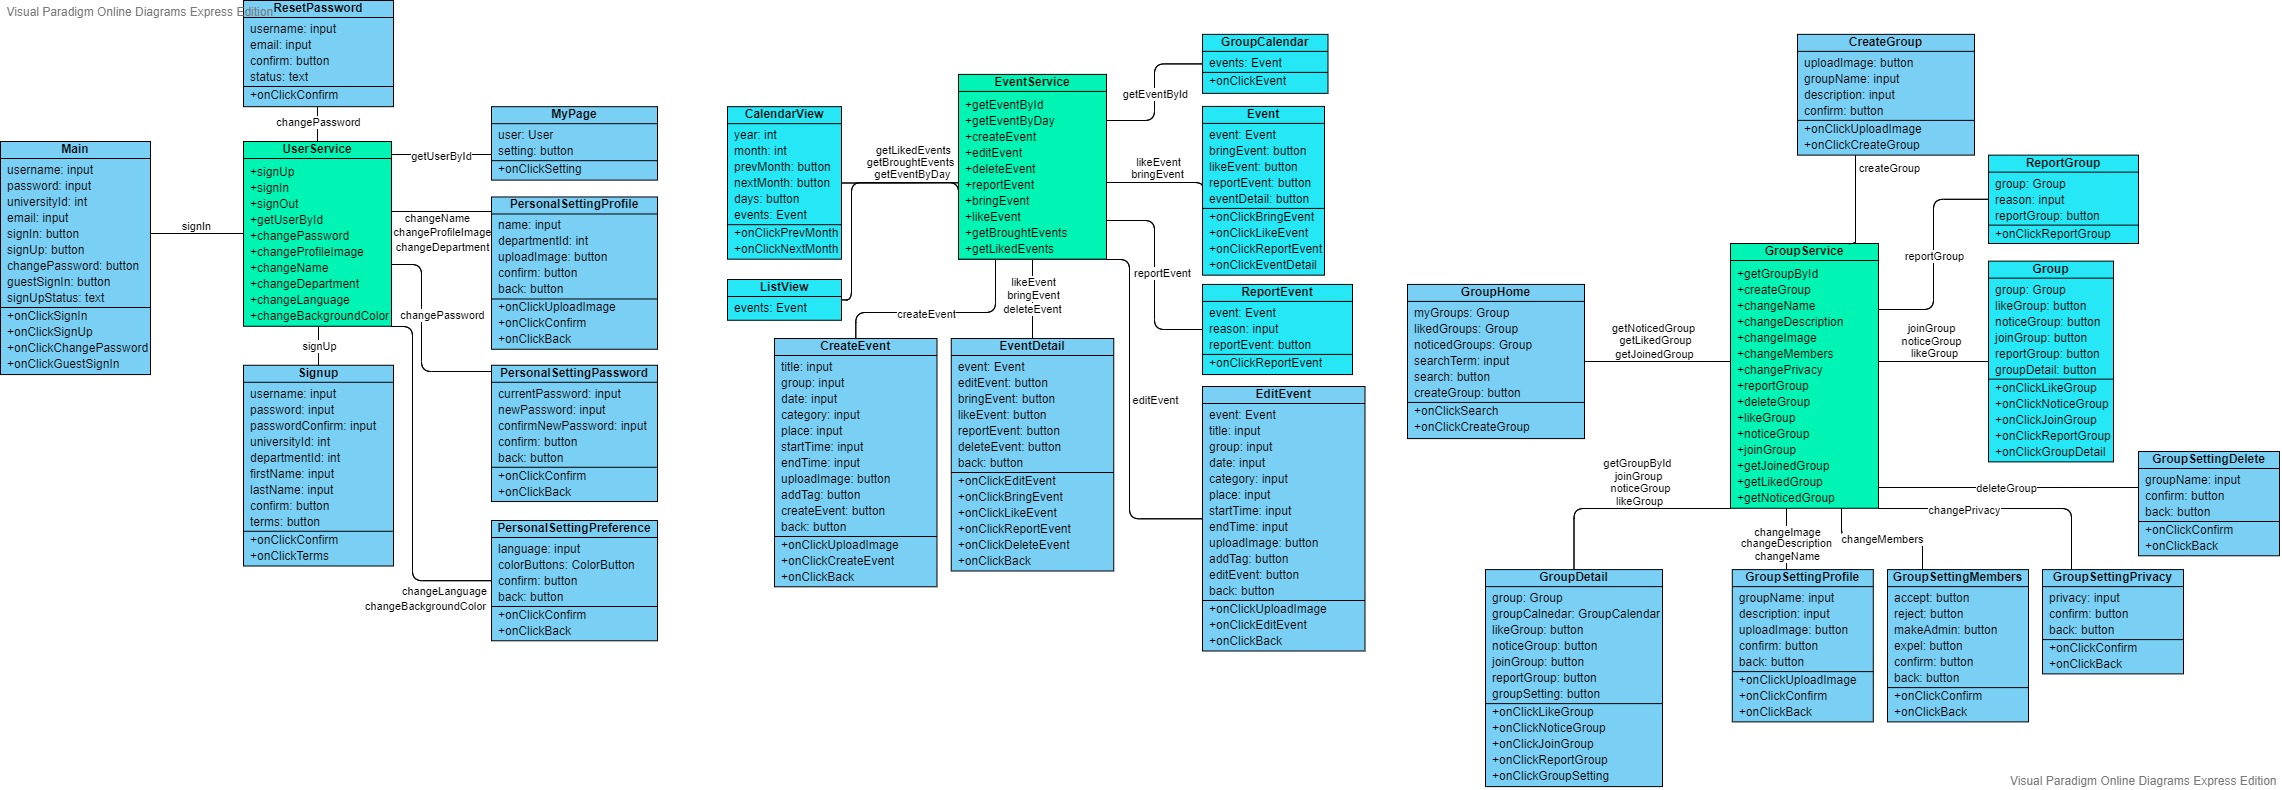 Visual Paradigm Online Diagrams Express Edition
ResetPassword
username: input
email: input
confirm: button
status: text
+onClickConfirm
changePassword
Main
username: input
password: input
universityId: int
email: input
signIn: button
signUp: button
changePassword: button
guestSignIn: button
signUpStatus: text
+onClickSignIn
+onClickSignUp
+onClickChangePassword
+onClickGuestSignIn
signIn
UserService
+signUp
+signIn
+signOut
+getUserById
+changePassword
+changeProfileImage
+changeName
+changeDepartment
+changeLanguage
+changeBackgroundColor
signUp
Signup
username: input
password: input
passwordConfirm: input
universityId: int
departmentId: int
firstName: input
lastName: input
confirm: button
terms: button
+onClickConfirm
+onClickTerms
getUserById
MyPage
user: User
setting: button
+onClickSetting
changeName
changeProfileImage
changeDepartment
PersonalSettingProfile
name: input
departmentId: int
uploadImage: button
confirm: button
back: button
+onClickUploadImage
+onClickConfirm
+onClickBack
changePassword
PersonalSettingPassword
currentPassword: input
newPassword: input
confirmNewPassword: input
confirm: button
back: button
+onClickConfirm
+onClickBack
changeLanguage
changeBackgroundColor
PersonalSettingPreference
language: input
colorButtons: ColorButton
confirm: button
back: button
+onClickConfirm
+onClickBack
CalendarView
year: int
month: int
prevMonth: button
nextMonth: button
days: button
events: Event
+onClickPrevMonth
+onClickNextMonth
ListView
events: Event
getLikedEvents
getBroughtEvents
getEventByDay
EventService
+getEventById
+getEventByDay
+createEvent
+editEvent
+deleteEvent
+reportEvent
+bringEvent
+likeEvent
+getBroughtEvents
+getLikedEvents
createEvent
CreateEvent
title: input
group: input
date: input
category: input
place: input
startTime: input
endTime: input
uploadImage: button
addTag: button
createEvent: button
back: button
+onClickUploadImage
+onClickCreateEvent
+onClickBack
likeEvent
bringEvent
deleteEvent
EventDetail
event: Event
editEvent: button
bringEvent: button
likeEvent: button
reportEvent: button
deleteEvent: button
back: button
+onClickEditEvent
+onClickBringEvent
+onClickLikeEvent
+onClickReportEvent
+onClickDeleteEvent
+onClickBack
getEventById
GroupCalendar
events: Event
+onClickEvent
likeEvent
bringEvent
Event
event: Event
bringEvent: button
likeEvent: button
reportEvent: button
eventDetail: button
+onClickBringEvent
+onClickLikeEvent
+onClickReportEvent
+onClickEventDetail
reportEvent
ReportEvent
event: Event
reason: input
reportEvent: button
+onClickReportEvent
editEvent
EditEvent
event: Event
title: input
group: input
date: input
category: input
place: input
startTime: input
endTime: input
uploadImage: button
addTag: button
editEvent: button
back: button
+onClickUploadImage
+onClickEditEvent
+onClickBack
CreateGroup
uploadImage: button
groupName: input
description: input
confirm: button
+onClickUploadImage
+onClickCreateGroup
createGroup
GroupHome
myGroups: Group
likedGroups: Group
noticedGroups: Group
searchTerm: input
search: button
createGroup: button
+onClickSearch
+onClickCreateGroup
getNoticedGroup
getLikedGroup
getJoinedGroup
GroupService
+getGroupById
+createGroup
+changeName
+changeDescription
+changeImage
+changeMembers
+changePrivacy
+reportGroup
+deleteGroup
+likeGroup
+noticeGroup
+joinGroup
+getJoinedGroup
+getLikedGroup
+getNoticedGroup
reportGroup
ReportGroup
group: Group
reason: input
reportGroup: button
+onClickReportGroup
joinGroup
noticeGroup
likeGroup
Group
group: Group
likeGroup: button
noticeGroup: button
joinGroup: button
reportGroup: button
groupDetail: button
+onClickLikeGroup
+onClickNoticeGroup
+onClickJoinGroup
+onClickReportGroup
+onClickGroupDetail
deleteGroup
GroupSettingDelete
groupName: input
confirm: button
back: button
+onClickConfirm
+onClickBack
getGroupById
joinGroup
noticeGroup
likeGroup
GroupDetail
group: Group
groupCalnedar: GroupCalendar
likeGroup: button
noticeGroup: button
joinGroup: button
reportGroup: button
groupSetting: button
+onClickLikeGroup
+onClickNoticeGroup
+onClickJoinGroup
+onClickReportGroup
+onClickGroupSetting
changeImage
changeDescription
changeName
GroupSettingProfile
groupName: input
description: input
uploadImage: button
confirm: button
back: button
+onClickUploadImage
+onClickConfirm
+onClickBack
changeMembers
GroupSettingMembers
accept: button
reject: button
makeAdmin: button
expel: button
confirm: button
back: button
+onClickConfirm
+onClickBack
changePrivacy
GroupSettingPrivacy
privacy: input
confirm: button
back: button
+onClickConfirm
+onClickBack
Visual Paradigm Online Diagrams Express Edition